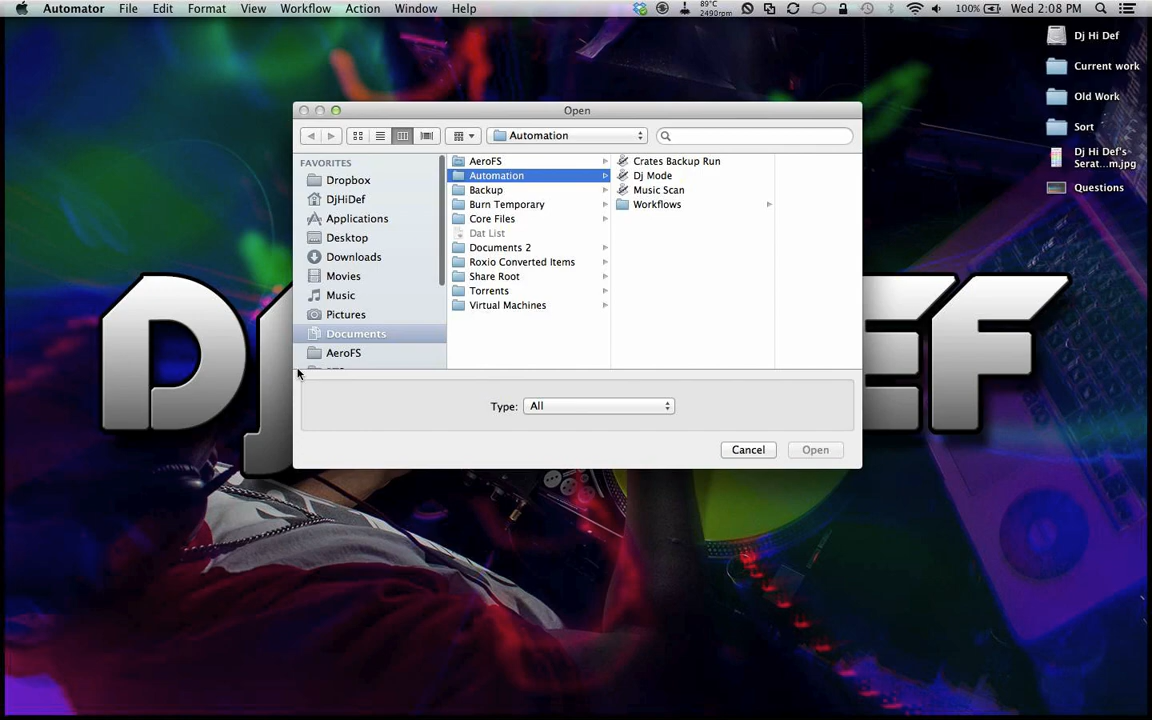 Automator File Edit Format View Workflow Action Window Help
89°C
2490rpm
100%
Wed 2:08 PM
Dj Hi Def
Current work
Old Work
Sort
Dj Hi Def's
Serat...m.jpg
Questions
Open
Automation
FAVORITES
Dropbox
DjHiDef
Applications
Desktop
Downloads
Movies
Music
Pictures
Documents
AeroFS
AeroFS
Automation
Backup
Burn Temporary
Core Files
Dat List
Documents 2
Roxio Converted Items
Share Root
Torrents
Virtual Machines
Crates Backup Run
Dj Mode
Music Scan
Workflows
Type: All
Cancel
Open